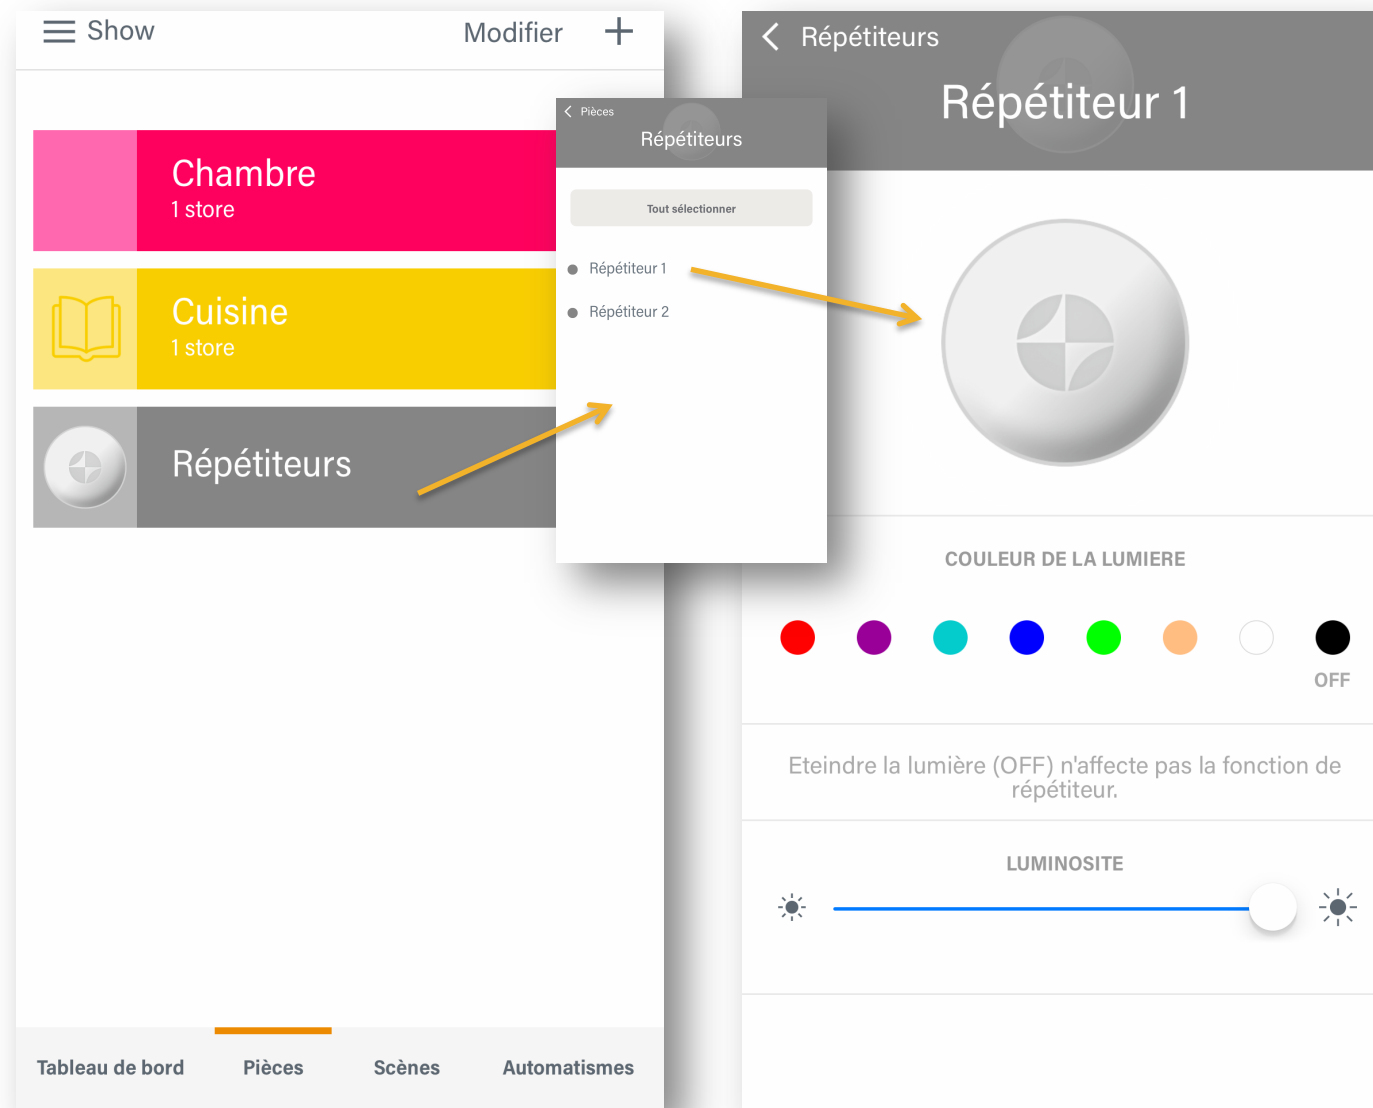 Show
Modifier
Chambre
1 store
Cuisine
1 store
Répétiteurs
Tableau de bord
Pièces
Scènes
Automatismes
Pièces
Répétiteurs
Tout sélectionner
Répétiteur 1
Répétiteur 2
Répétiteurs
Répétiteur 1
COULEUR DE LA LUMIERE
OFF
Eteindre la lumière (OFF) n'affecte pas la fonction de
répétiteur.
LUMINOSITE